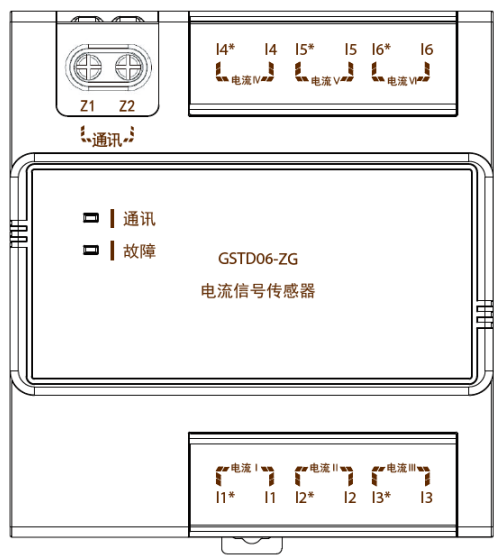 I4* I4 I5* I5 I6* I6
电流Ⅳ 电流Ⅴ 电流Ⅵ
Z1 Z2
通讯
通讯
故障
GSTD06-ZG
电流信号传感器
电流Ⅰ 电流Ⅱ 电流Ⅲ
I1* I1 I2* I2 I3* I3